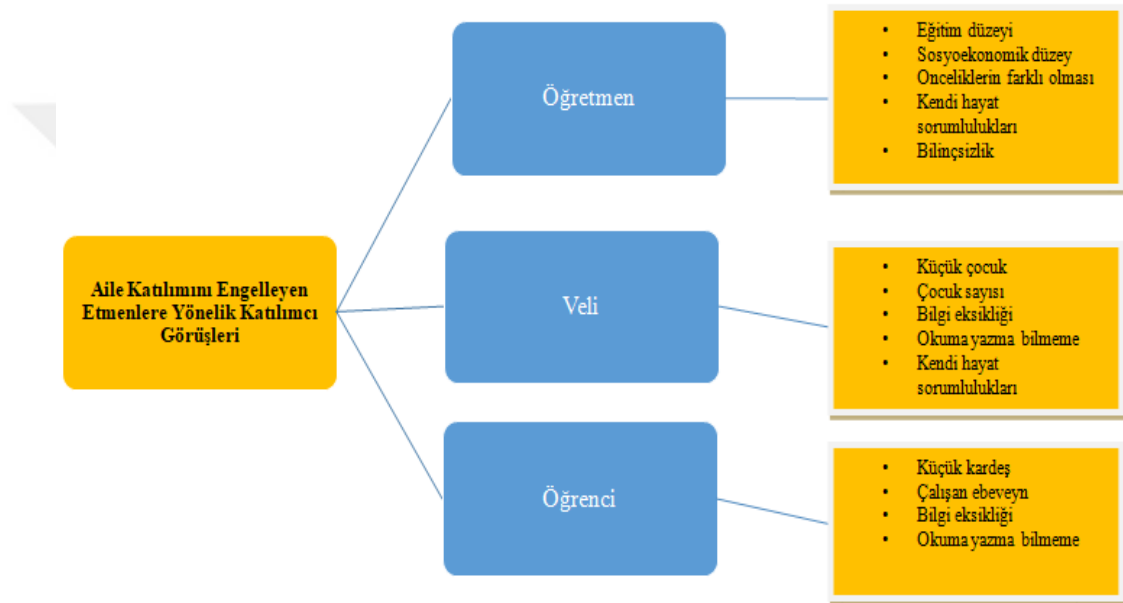 Aile Katılımını Engelleyen
Etmenlere Yönelik Katılımcı
Görüşleri
Öğretmen
• Eğitim düzeyi
• Sosyoekonomik düzey
• Onceliklerin farklı olması
• Kendi hayat
sorumlulukları
• Bilinçsizlik
Veli
• Küçük çocuk
• Çocuk sayısı
• Bilgi eksikliği
• Okuma yazma bilmeme
• Kendi hayat
sorumlulukları
Öğrenci
• Küçük kardeş
• Çalışan ebeveyn
• Bilgi eksikliği
• Okuma yazma bilmeme